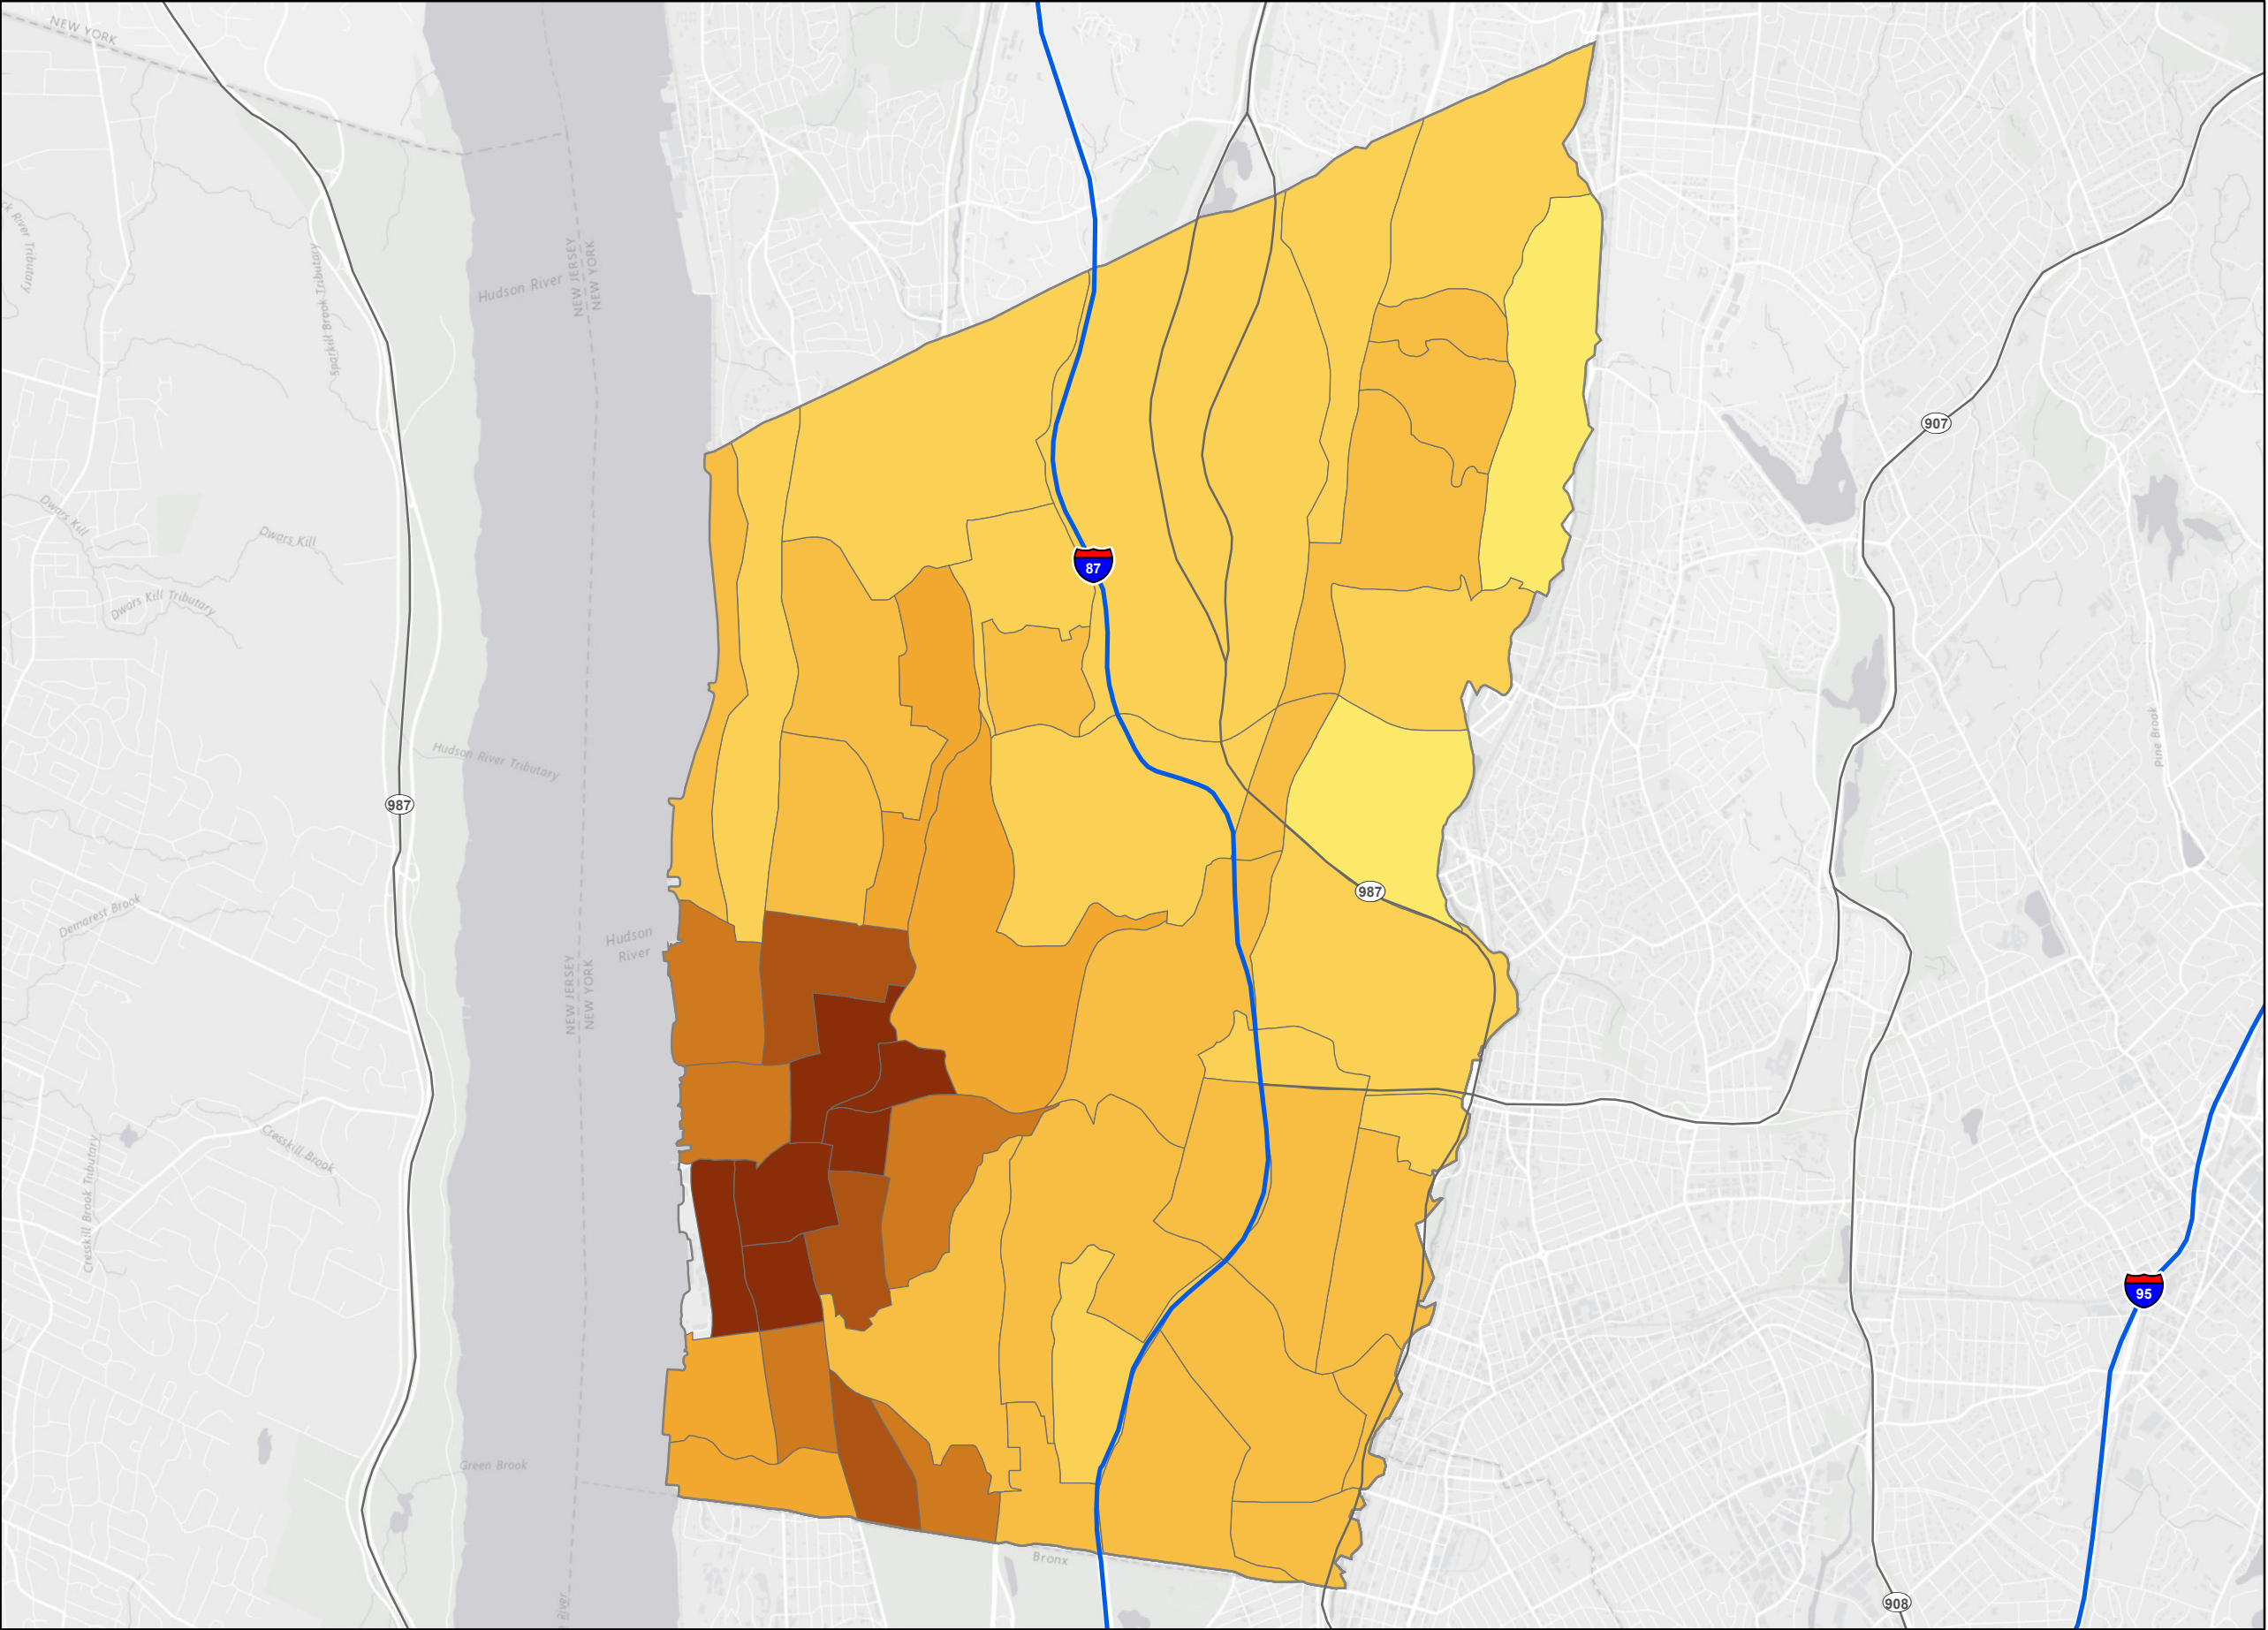 NEW YORK
ck River Tributary
Sparkill Brook Tributary
Hudson River
NEW JERSEY
NEW YORK
907
Dwars Kill
Dwars Kill
Dwars Kill Tributary
87
Hudson River Tributary
Pine Brook
987
987
Demarest Brook
Hudson
River
NEW JERSEY
NEW YORK
Cresskill Brook
Cresskill Brook Tributary
95
Green Brook
Bronx
River
908